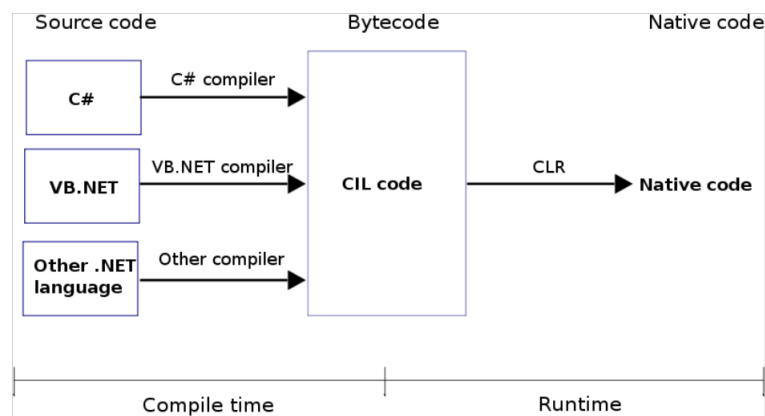 Source code
Bytecode
Native code
C#
C# compiler
VB.NET
VB.NET compiler
CIL code
CLR
Native code
Other .NET
language
Other compiler
Compile time
Runtime